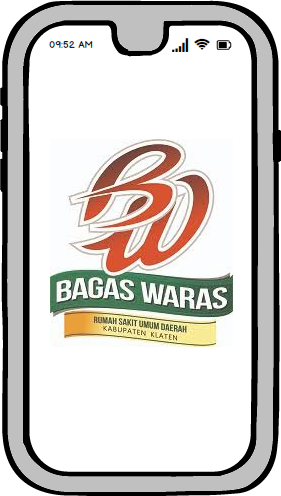 09:52 AM
BW
BAGAS WARAS
RUMAH SAKIT UMUM DAERAH
KABUPATEN KLATEN